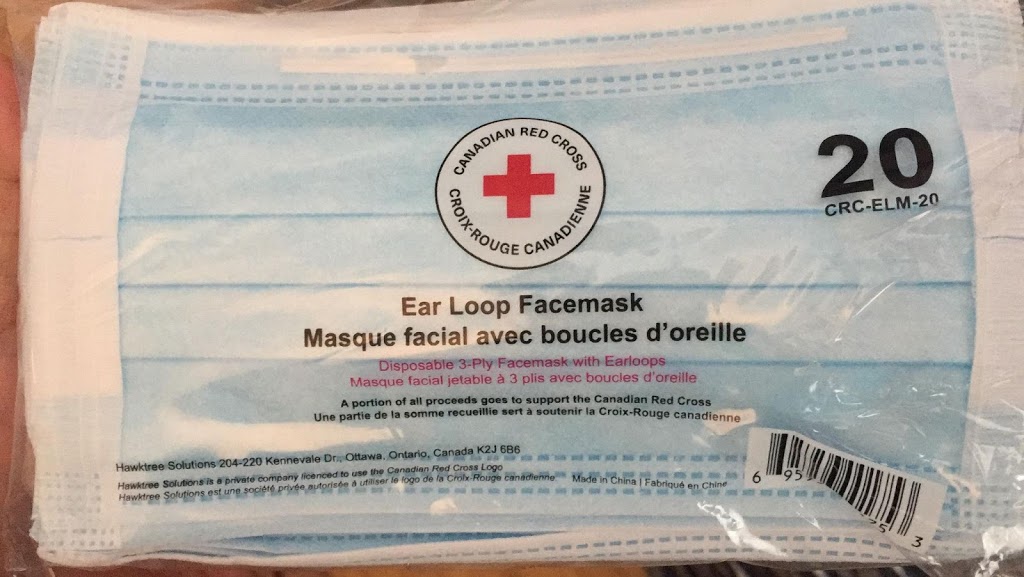 CANADIAN RED CROSS
CROIX-ROUGE CANADIENNE
20
CRC-ELM-20
Ear Loop Facemask
Masque facial avec boucles d'oreille
Disposable 3-Ply Facemask with Earloops
Masque facial jetable à 3 plis avec boucles d'oreille
A portion of all proceeds goes to support the Canadian Red Cross
Une partie de la somme recueillie sert à soutenir la Croix-Rouge canadienne
Hawktree Solutions 204-220 Kennevale Dr., Ottawa, Ontario, Canada K2J 6B6
Hawktree Solutions is a private company licenced to use the Canadian Red Cross Logo
Hawktree Solutions est une société privée autorisée à utiliser le logo de la Croix-Rouge canadienne
Made in China | Fabriqué en Chine
6 95 75 3